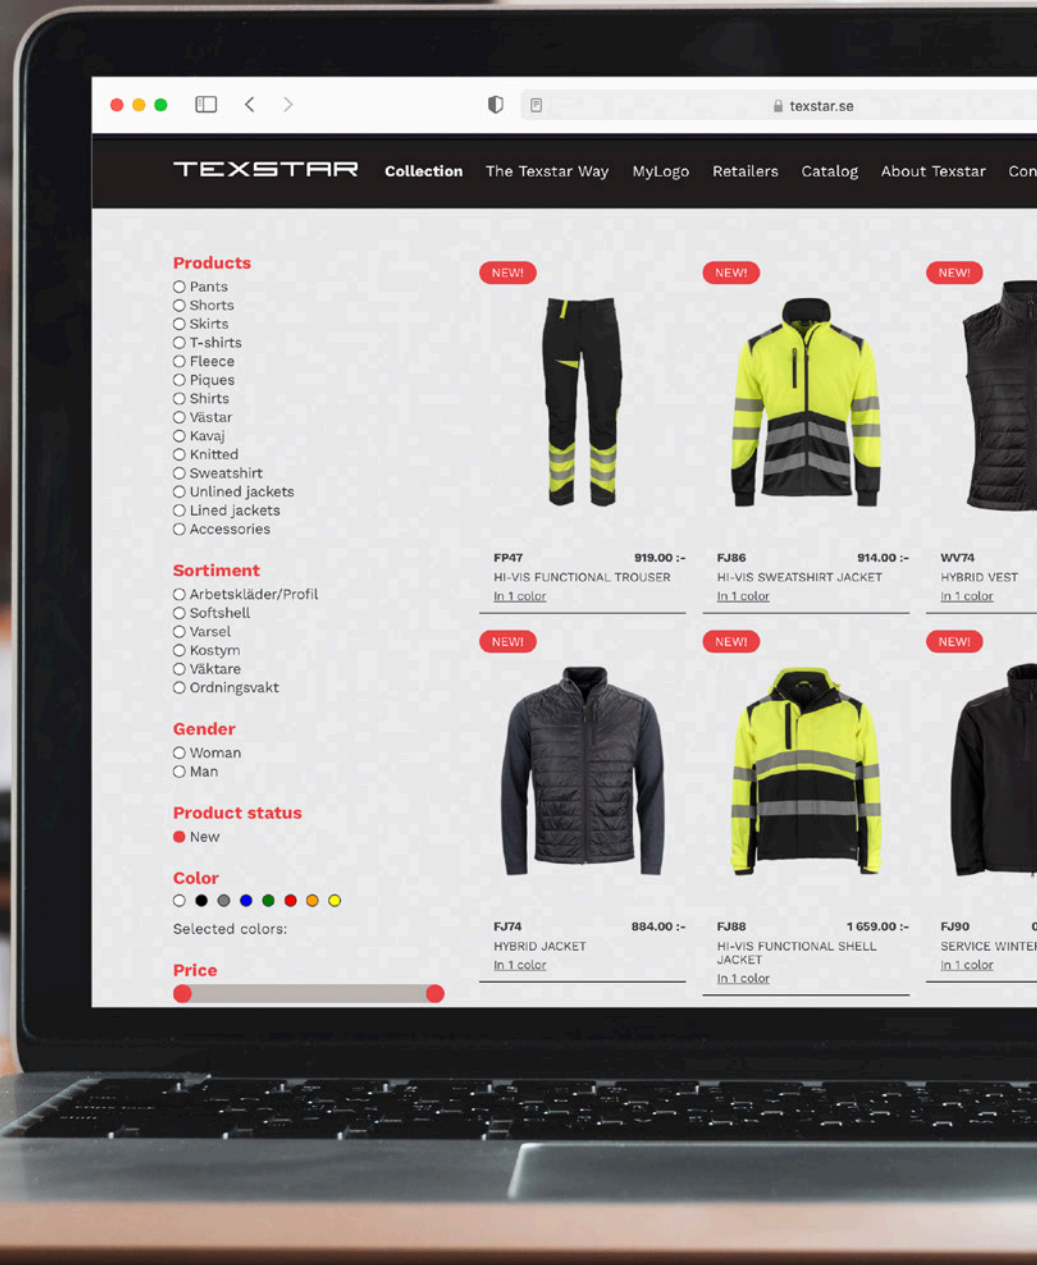 texstar.se
TEXSTAR Collection The Texstar Way MyLogo Retailers Catalog About Texstar
Products
Pants
Shorts
Skirts
T-shirts
Fleece
Piques
Shirts
Västar
Kavaj
Knitted
Sweatshirt
Unlined jackets
Lined jackets
Accessories
Sortiment
Arbetskläder/Profil
Softshell
Varsel
Kostym
Väktare
Ordningsvakt
Gender
Woman
Man
Product status
New
Color
Selected colors:
Price
NEW!
FP47 919.00 :-
HI-VIS FUNCTIONAL TROUSER
In 1 color
NEW!
FJ86 914.00 :-
HI-VIS SWEATSHIRT JACKET
In 1 color
NEW!
WV74
HYBRID VEST
In 1 color
NEW!
FJ74 884.00 :-
HYBRID JACKET
In 1 color
NEW!
FJ88 1 659.00 :-
HI-VIS FUNCTIONAL SHELL
JACKET
In 1 color
NEW!
FJ90
SERVICE WINTER
In 1 color